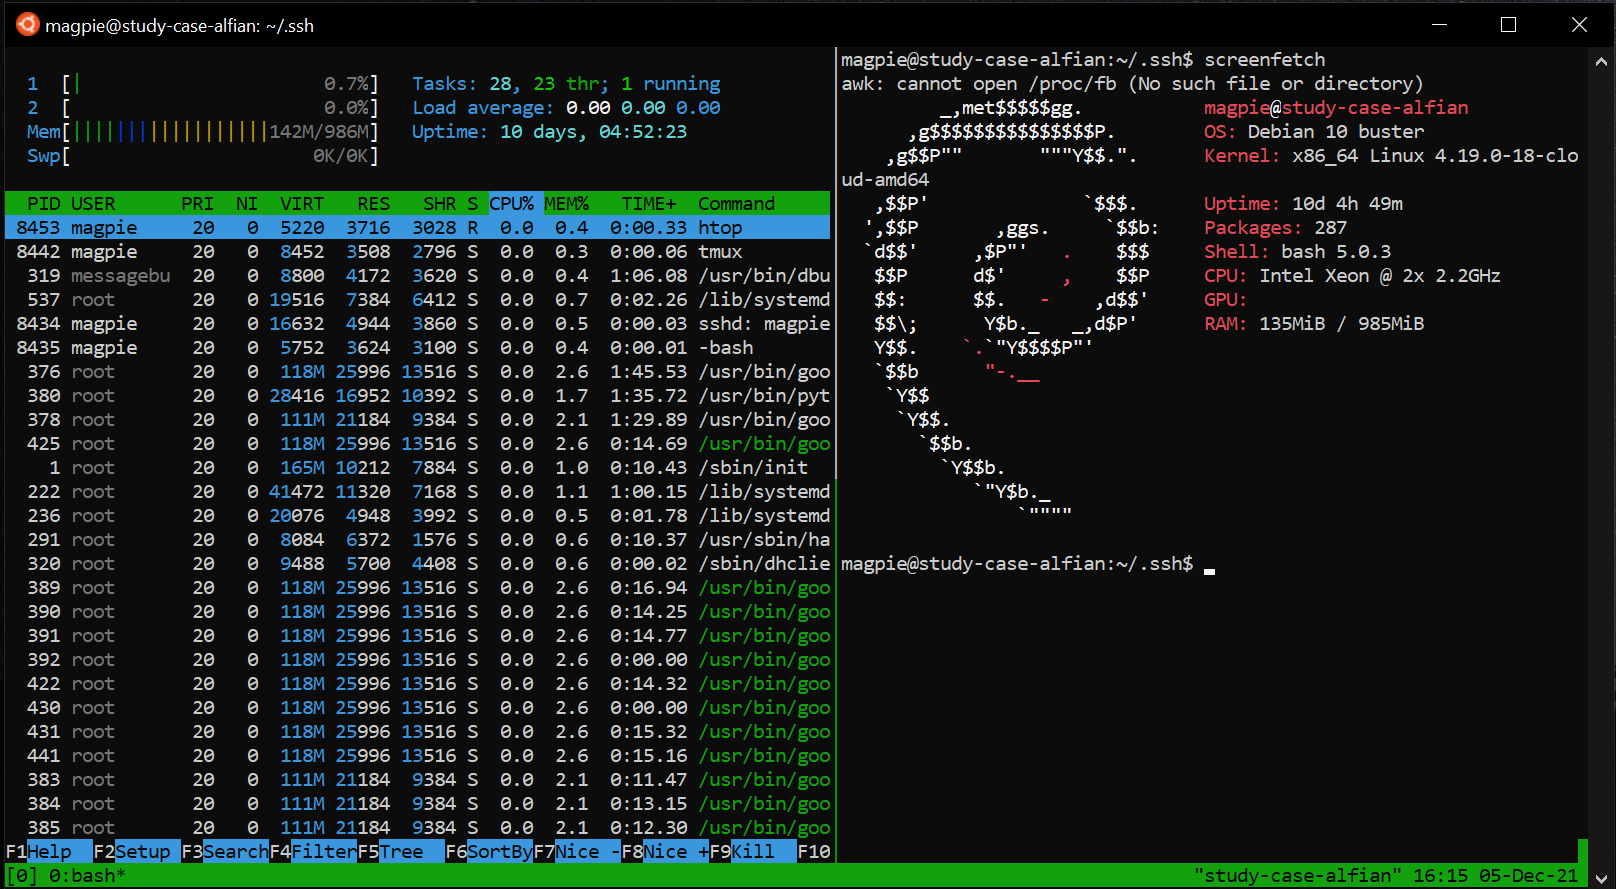 magpie@study-case-alfian: ~/.ssh
1  [|                      0.7%]   Tasks: 28, 23 thr; 1 running
2  [                       0.0%]   Load average: 0.00 0.00 0.00
Mem[||||||||||||||||||142M/986M]   Uptime: 10 days, 04:52:23
Swp[                      0K/0K]
PID USER      PRI  NI  VIRT   RES   SHR S CPU% MEM%   TIME+  Command
8453 magpie     20   0  5220  3716  3028 R  0.0  0.4  0:00.33 htop
8442 magpie     20   0  8452  3508  2796 S  0.0  0.3  0:00.06 tmux
319 messagebu  20   0  8800  4172  3620 S  0.0  0.4  1:06.08 /usr/bin/dbu
537 root       20   0 19516  7384  6412 S  0.0  0.7  0:02.26 /lib/systemd
8434 magpie     20   0 16632  4944  3860 S  0.0  0.5  0:00.03 sshd: magpie
8435 magpie     20   0  5752  3624  3100 S  0.0  0.4  0:00.01 -bash
376 root       20   0  118M 25996 13516 S  0.0  2.6  1:45.53 /usr/bin/goo
380 root       20   0 28416 16952 10392 S  0.0  1.7  1:35.72 /usr/bin/pyt
378 root       20   0  111M 21184  9384 S  0.0  2.1  1:29.89 /usr/bin/goo
425 root       20   0  118M 25996 13516 S  0.0  2.6  0:14.69 /usr/bin/goo
1 root       20   0  165M 10212  7884 S  0.0  1.0  0:10.43 /sbin/init
222 root       20   0 41472 11320  7168 S  0.0  1.1  1:00.15 /lib/systemd
236 root       20   0 20076  4948  3992 S  0.0  0.5  0:01.78 /lib/systemd
291 root       20   0  8084  6372  1576 S  0.0  0.6  0:10.37 /usr/sbin/ha
320 root       20   0  9488  5700  4408 S  0.0  0.6  0:00.02 /sbin/dhclie
389 root       20   0  118M 25996 13516 S  0.0  2.6  0:16.94 /usr/bin/goo
390 root       20   0  118M 25996 13516 S  0.0  2.6  0:14.25 /usr/bin/goo
391 root       20   0  118M 25996 13516 S  0.0  2.6  0:14.77 /usr/bin/goo
392 root       20   0  118M 25996 13516 S  0.0  2.6  0:00.00 /usr/bin/goo
422 root       20   0  118M 25996 13516 S  0.0  2.6  0:14.32 /usr/bin/goo
430 root       20   0  118M 25996 13516 S  0.0  2.6  0:00.00 /usr/bin/goo
431 root       20   0  118M 25996 13516 S  0.0  2.6  0:15.32 /usr/bin/goo
441 root       20   0  118M 25996 13516 S  0.0  2.6  0:15.16 /usr/bin/goo
383 root       20   0  111M 21184  9384 S  0.0  2.1  0:11.47 /usr/bin/goo
384 root       20   0  111M 21184  9384 S  0.0  2.1  0:13.15 /usr/bin/goo
385 root       20   0  111M 21184  9384 S  0.0  2.1  0:12.30 /usr/bin/goo
F1Help  F2Setup F3SearchF4FilterF5Tree  F6SortByF7Nice -F8Nice +F9Kill  F10
magpie@study-case-alfian:~/.ssh$ screenfetch
awk: cannot open /proc/fb (No such file or directory)
         _,met$$$$$gg.           magpie@study-case-alfian
      ,g$$$$$$$$$$$$$$$P.        OS: Debian 10 buster
    ,g$$P""       """Y$$.".      Kernel: x86_64 Linux 4.19.0-18-clo
ud-amd64
   ,$$P'              `$$$.      Uptime: 10d 4h 49m
  ',$$P       ,ggs.     `$$b:    Packages: 287
  `d$$'     ,$P"'   .    $$$     Shell: bash 5.0.3
   $$P      d$'     ,    $$P     CPU: Intel Xeon @ 2x 2.2GHz
   $$:      $$.   -    ,d$$'     GPU:
   $$\;      Y$b._   _,d$P'      RAM: 135MiB / 985MiB
   Y$$.    `.`"Y$$$$P"'
   `$$b      "-.__
    `Y$$
     `Y$$.
       `$$b.
         `Y$$b.
            `"Y$b._
                `""""
magpie@study-case-alfian:~/.ssh$
[0] 0:bash*   "study-case-alfian" 16:15 05-Dec-21